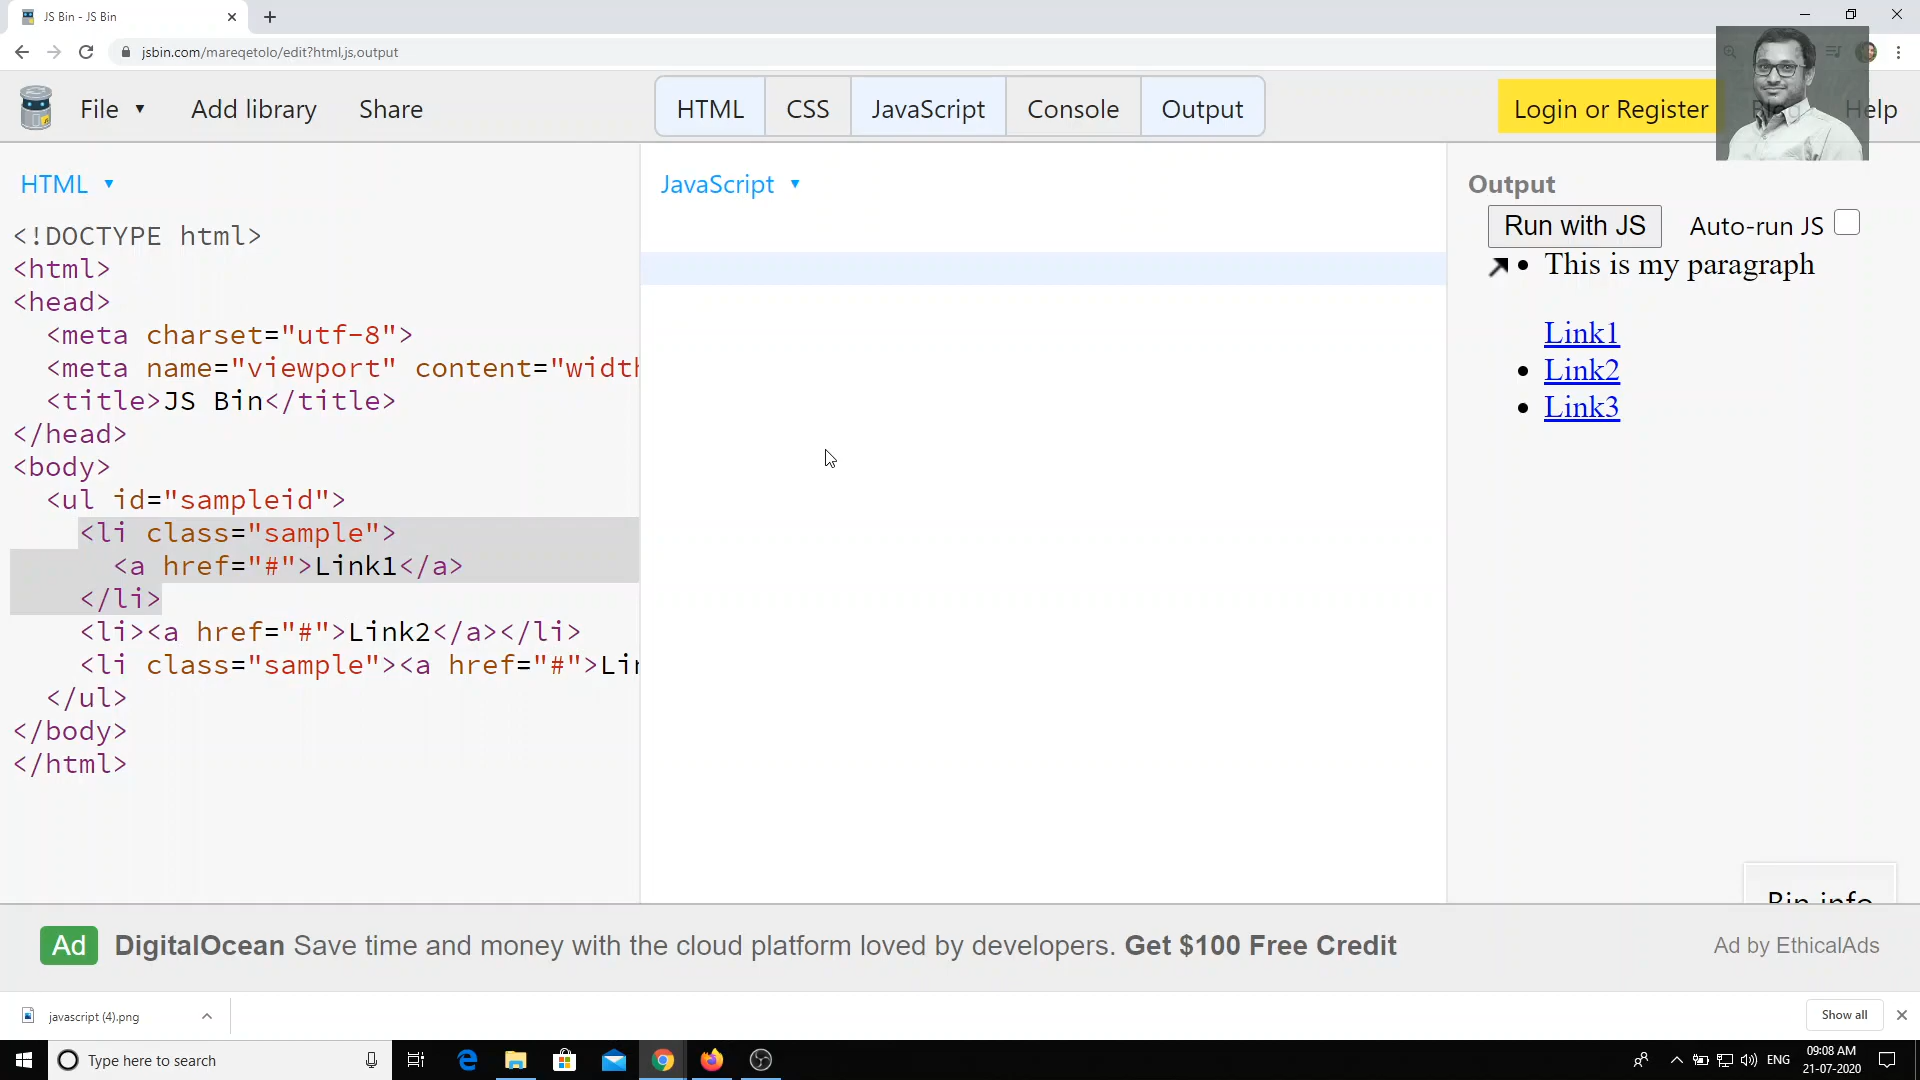 JS Bin - JS Bin
jsbin.com/mareqetolo/edit?html,js,output
File
Add library
Share
HTML
CSS
JavaScript
Console
Output
Login or Register
Blog
Help
HTML
JavaScript
Output
Run with JS
Auto-run JS
<!DOCTYPE html>
<html>
<head>
<meta charset="utf-8">
<meta name="viewport" content="width
<title>JS Bin</title>
</head>
<body>
<ul id="sampleid">
<li class="sample">
<a href="#">Link1</a>
</li>
<li><a href="#">Link2</a></li>
<li class="sample"><a href="#">Lin
</ul>
</body>
</html>
• This is my paragraph
Link1
• Link2
• Link3
Bin info
Ad
DigitalOcean Save time and money with the cloud platform loved by developers. Get $100 Free Credit
Ad by EthicalAds
javascript (4).png
Show all
Type here to search
ENG
09:08 AM
21-07-2020